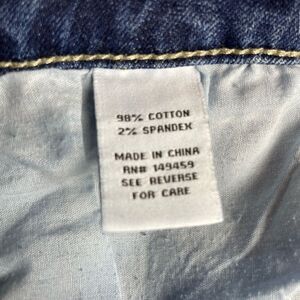 98% COTTON
2% SPANDEX
MADE IN CHINA
RN# 149459
SEE REVERSE
FOR CARE